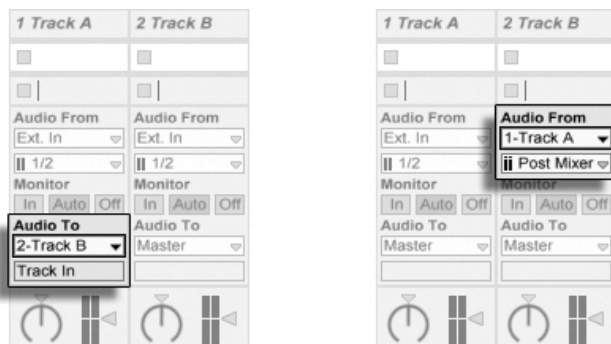 1 Track A
2 Track B
Audio From
Audio From
Ext. In
Ext. In
1/2
1/2
Monitor
Monitor
In Auto Off
In Auto Off
Audio To
Audio To
2-Track B
Master
Track In
1 Track A
2 Track B
Audio From
Audio From
Ext. In
1-Track A
1/2
Post Mixer
Monitor
Monitor
In Auto Off
In Auto Off
Audio To
Audio To
Master
Master